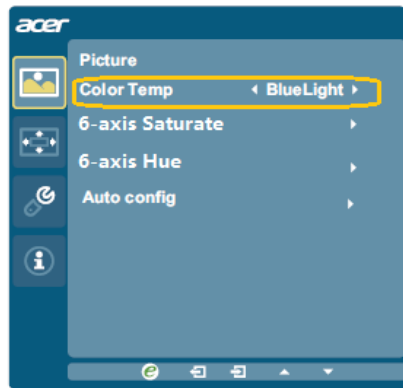 acer
Picture
Color Temp BlueLight
6-axis Saturate
6-axis Hue
Auto config